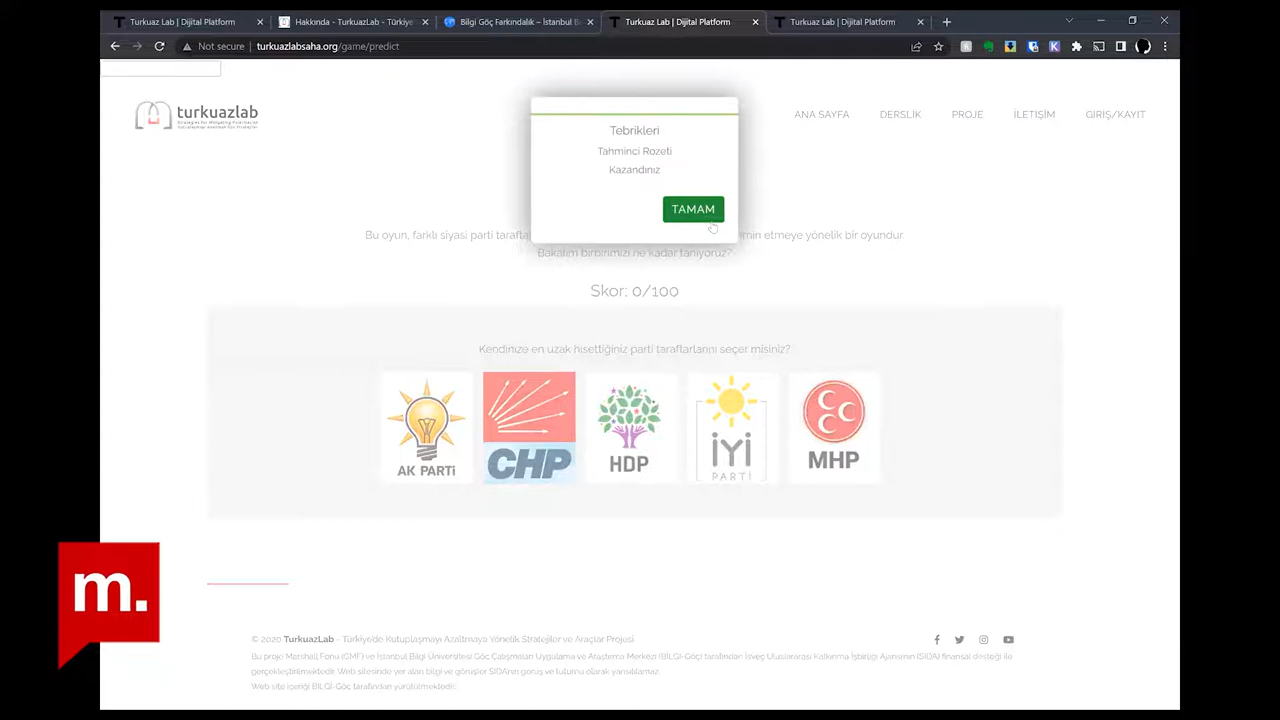 Turkuaz Lab | Dijital Platform
Hakkında - TurkuazLab - Türkiye
Bilgi Göç Farkındalık – İstanbul B
Turkuaz Lab | Dijital Platform
Turkuaz Lab | Dijital Platform
Not secure
turkuazlabsaha.org/game/predict
turkuazlab
ANA SAYFA
DERSLİK
PROJE
İLETİŞİM
GİRİŞ/KAYIT
Tebrikleri
Tahminci Rozeti
Kazandınız
TAMAM
Bu oyun, farklı siyasi parti tarafta
min etmeye yönelik bir oyundur.
Bakalım birbirimizi ne kadar tanıyoruz?
Skor: 0/100
Kendinize en uzak hisettiğiniz parti taraftarlarını seçer misiniz?
AK PARTİ
CHP
HDP
İYİ
PARTİ
MHP
m.
© 2020 TurkuazLab - Türkiye'de Kutuplaşmayı Azaltmaya Yönelik Stratejiler ve Araçlar Projesi
Bu proje Marshall Fonu (GMF) ve İstanbul Bilgi Üniversitesi Göç Çalışmaları Uygulama ve Araştırma Merkezi (BİLGİ-Göç) tarafından İsveç Uluslararası Kalkınma İşbirliği Ajansının (SIDA) finansal desteği ile
gerçekleştirilmektedir. Web sitesinde yer alan bilgi ve görüşler SIDA'nın görüş ve tutumu olarak yansıtılamaz.
Web site içeriği BİLGİ-Göç tarafından yürütülmektedir.